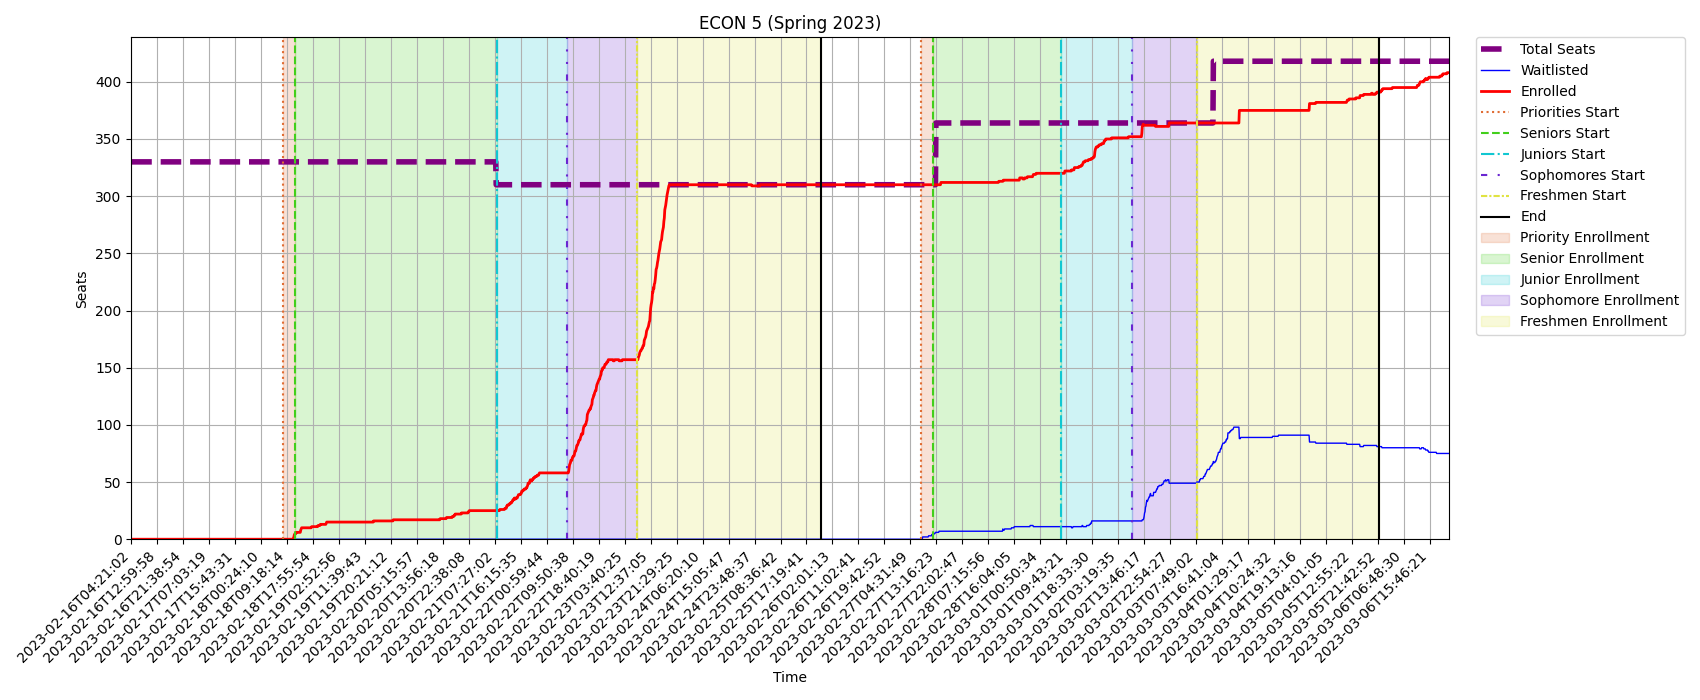 ECON 5 (Spring 2023)
Seats
400
350
300
250
200
150
100
50
0
2023-02-16T04:21:02
2023-02-16T12:59:58
2023-02-16T21:38:54
2023-02-17T07:03:19
2023-02-17T15:43:31
2023-02-18T00:24:10
2023-02-18T09:18:14
2023-02-18T17:55:54
2023-02-19T02:52:56
2023-02-19T11:39:43
2023-02-19T20:21:12
2023-02-20T05:15:57
2023-02-20T13:56:18
2023-02-20T22:38:08
2023-02-21T07:27:02
2023-02-21T16:15:35
2023-02-22T00:59:44
2023-02-22T09:50:38
2023-02-22T18:40:19
2023-02-23T03:40:25
2023-02-23T12:37:05
2023-02-23T21:29:25
2023-02-24T06:20:10
2023-02-24T15:05:47
2023-02-24T23:48:37
2023-02-25T08:36:42
2023-02-25T17:19:41
2023-02-26T02:01:13
2023-02-26T11:02:41
2023-02-26T19:42:52
2023-02-27T04:31:49
2023-02-27T13:16:23
2023-02-27T22:02:47
2023-02-28T07:15:56
2023-02-28T16:04:05
2023-03-01T00:50:34
2023-03-01T09:43:21
2023-03-01T18:33:30
2023-03-02T03:19:35
2023-03-02T13:46:17
2023-03-02T22:54:27
2023-03-03T07:49:02
2023-03-03T16:41:04
2023-03-04T01:29:17
2023-03-04T10:24:32
2023-03-04T19:13:16
2023-03-05T04:01:05
2023-03-05T12:55:22
2023-03-05T21:42:52
2023-03-06T06:48:30
2023-03-06T15:46:21
Time
Total Seats
Waitlisted
Enrolled
Priorities Start
Seniors Start
Juniors Start
Sophomores Start
Freshmen Start
End
Priority Enrollment
Senior Enrollment
Junior Enrollment
Sophomore Enrollment
Freshmen Enrollment